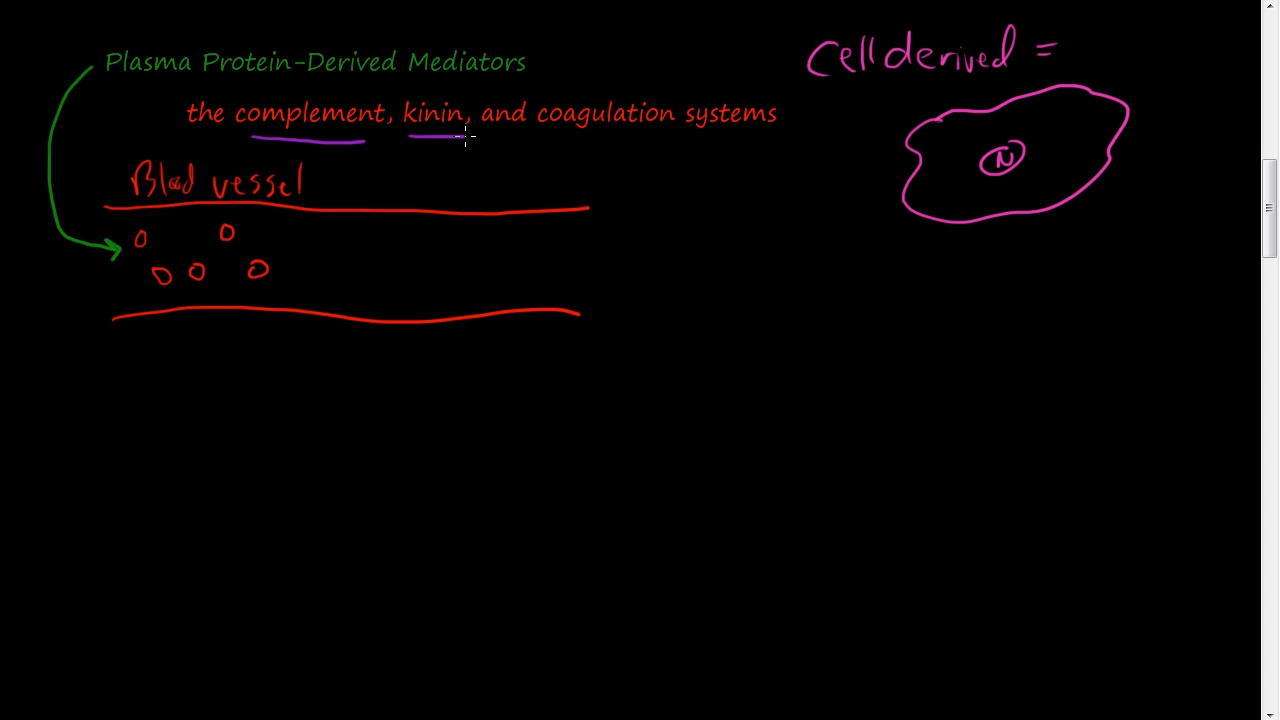 Plasma Protein-Derived Mediators
the complement, kinin, and coagulation systems
Blood vessel
Cell derived =
N